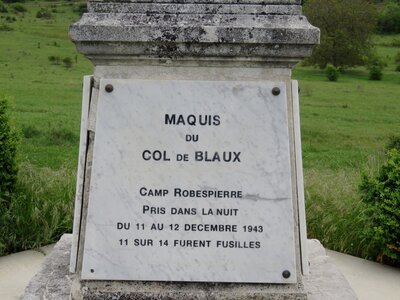 MAQUIS
DU
COL DE BLAUX
CAMP ROBESPIERRE
PRIS DANS LA NUIT
DU 11 AU 12 DECEMBRE 1943
11 SUR 14 FURENT FUSILLES